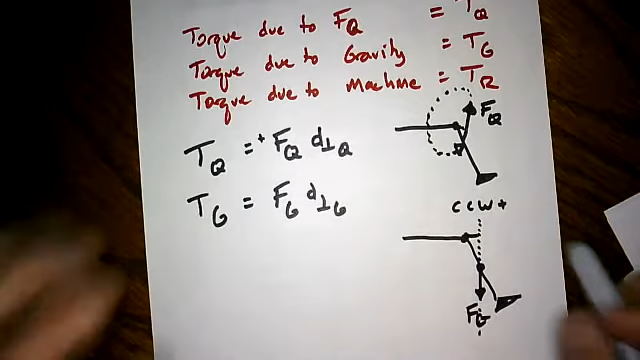 Torque due to FQ = TQ
Torque due to Gravity = TG
Torque due to Machine = TR
TQ = + FQ d⊥Q
FQ
TG = FG d⊥G
CCW +
FG